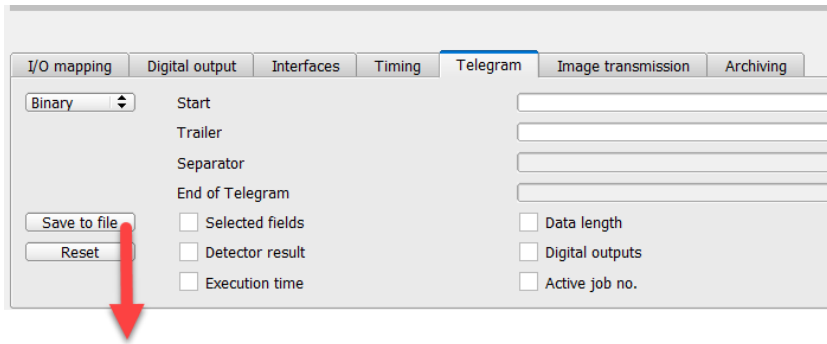 I/O mapping Digital output Interfaces Timing Telegram Image transmission Archiving
Binary Start
Trailer
Separator
End of Telegram
Save to file Selected fields Data length
Reset Detector result Digital outputs
Execution time Active job no.